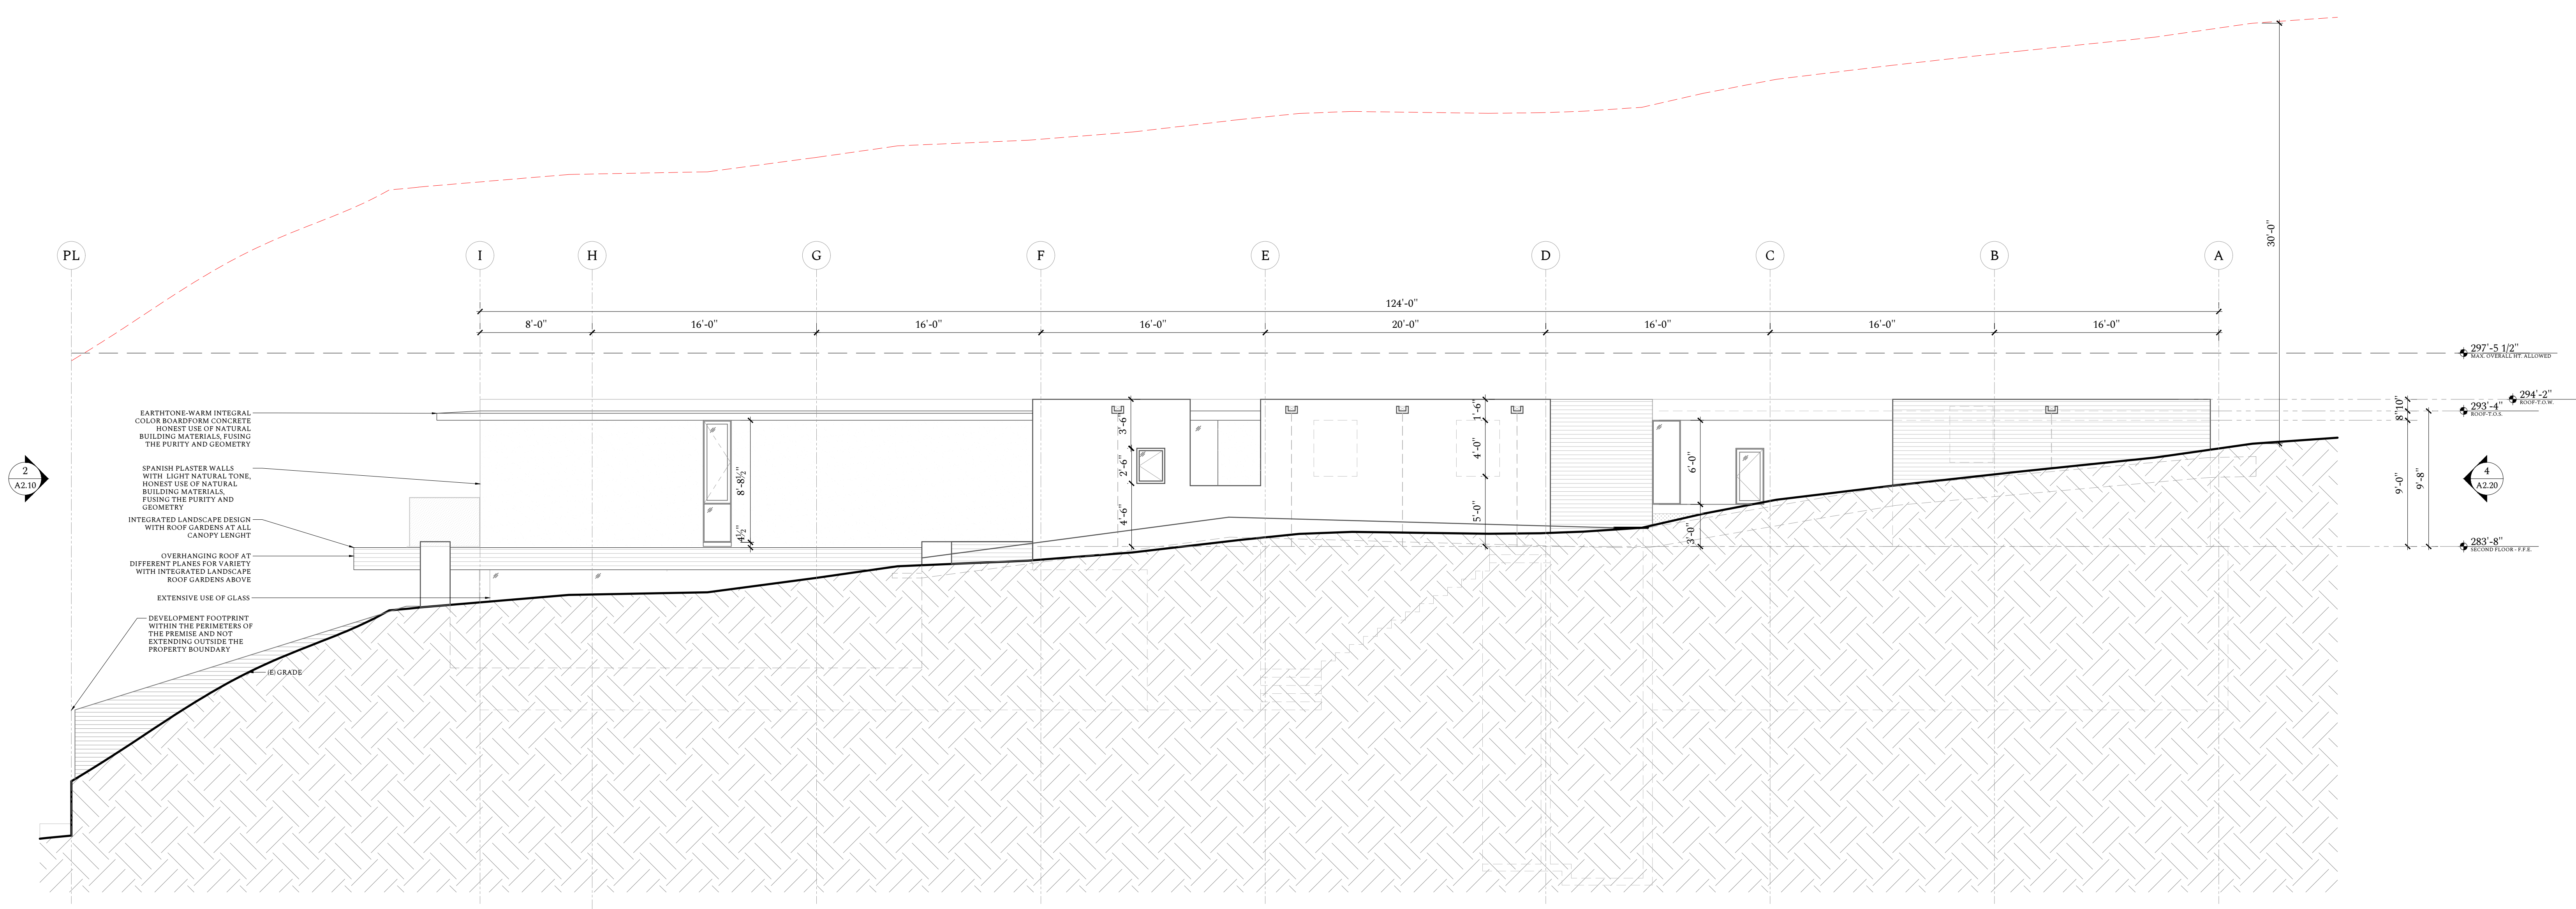 30'-0"
PL
I
H
G
F
E
D
C
B
A
124'-0"
8'-0"
16'-0"
16'-0"
16'-0"
20'-0"
16'-0"
16'-0"
16'-0"
297'-5 1/2"
MAX. OVERALL HT. ALLOWED
294'-2"
ROOF-T.O.W.
293'-4"
ROOF-T.O.S.
10"
8"
9'-0"
9'-8"
283'-8"
SECOND FLOOR - F.F.E.
EARTHTONE-WARM INTEGRAL
COLOR BOARDFORM CONCRETE
HONEST USE OF NATURAL
BUILDING MATERIALS, FUSING
THE PURITY AND GEOMETRY
SPANISH PLASTER WALLS
WITH LIGHT NATURAL TONE,
HONEST USE OF NATURAL
BUILDING MATERIALS,
FUSING THE PURITY AND
GEOMETRY
INTEGRATED LANDSCAPE DESIGN
WITH ROOF GARDENS AT ALL
CANOPY LENGHT
OVERHANGING ROOF AT
DIFFERENT PLANES FOR VARIETY
WITH INTEGRATED LANDSCAPE
ROOF GARDENS ABOVE
EXTENSIVE USE OF GLASS
DEVELOPMENT FOOTPRINT
WITHIN THE PERIMETERS OF
THE PREMISE AND NOT
EXTENDING OUTSIDE THE
PROPERTY BOUNDARY
(E) GRADE
2
A2.10
4
A2.20
8'-8½"
4½"
3'-6"
2'-6"
4'-6"
1'-6"
4'-0"
5'-0"
6'-0"
3'-0"